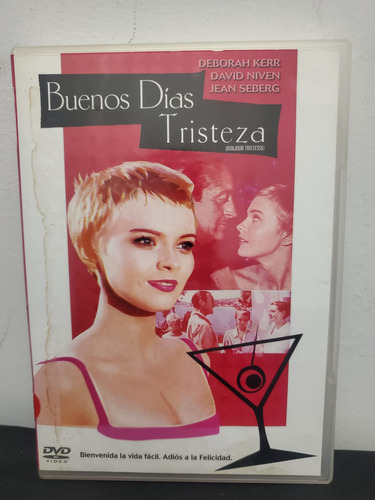 DEBORAH KERR
DAVID NIVEN
JEAN SEBERG
Buenos Días
Tristeza
(BONJOUR TRISTESSE)
DVD
VIDEO
Bienvenida la vida fácil. Adiós a la Felicidad.